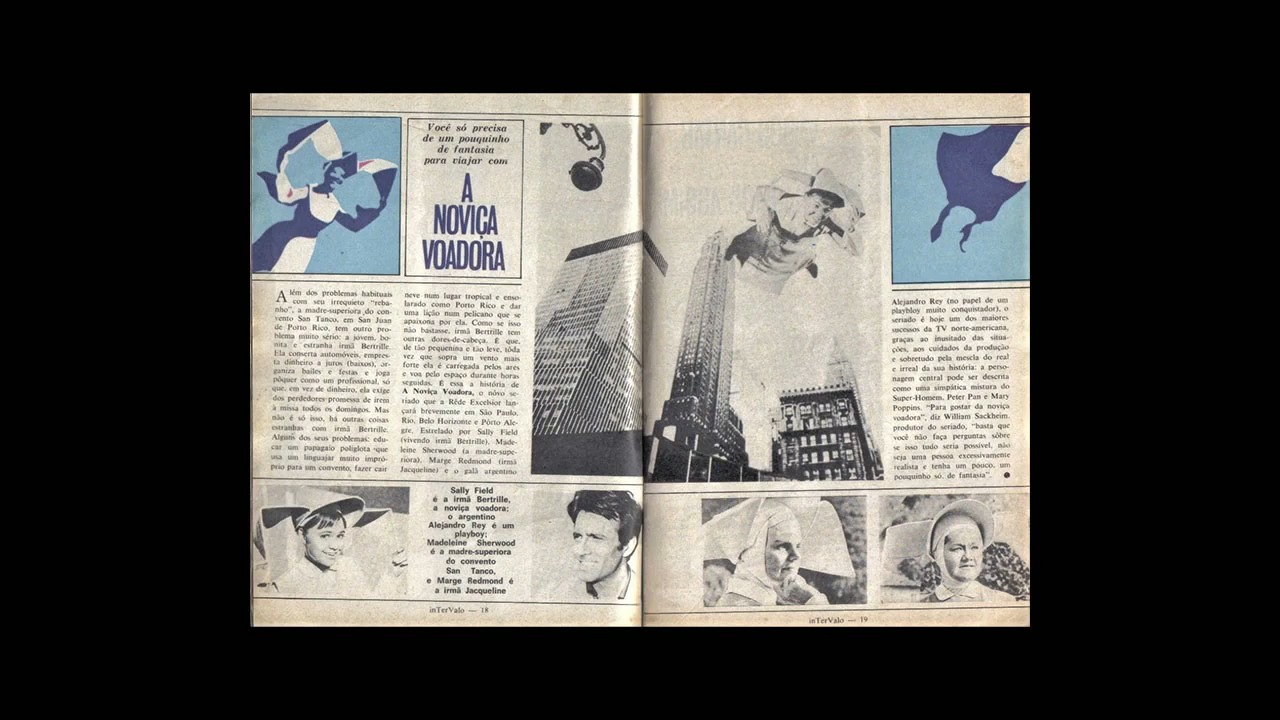 Você só precisa
de um pouquinho
de fantasia
para viajar com
A
NOVIÇA
VOADORA
Além dos problemas habituais
com seu irrequieto “reba-
nho”, a madre-superiora do con-
vento San Tanco, em San Juan
de Porto Rico, tem outro pro-
blema muito sério: a jovem, bo-
nita e estranha irmã Bertrille.
Ela conserta automóveis, empres-
ta dinheiro a juros (baixos), or-
ganiza bailes e festas e joga
pôquer como um profissional, só
que, em vez de dinheiro, ela exige
dos perdedores promessa de irem
à missa todos os domingos. Mas
não é só isso, há outras coisas
estranhas com irmã Bertrille.
Alguns dos seus problemas: edu-
car um papagaio poliglota que
usa um linguajar muito impró-
prio para um convento, fazer cair
neve num lugar tropical e enso-
larado como Porto Rico e dar
uma lição num pelicano que se
apaixona por ela. Como se isso
não bastasse, irmã Bertrille tem
outras dores-de-cabeça. É que,
de tão pequenina e tão leve, tôda
vez que sopra um vento mais
forte ela é carregada pelos ares
e voa pelo espaço durante horas
seguidas. É essa a história de
A Noviça Voadora, o nôvo se-
riado que a Rêde Excelsior lan-
çará brevemente em São Paulo,
Rio, Belo Horizonte e Pôrto Ale-
gre. Estrelado por Sally Field
(vivendo irmã Bertrille), Made-
leine Sherwood (a madre-supe-
riora), Marge Redmond (irmã
Jacqueline) e o galã argentino
Alejandro Rey (no papel de um
playbloy muito conquistador), o
seriado é hoje um dos maiores
sucessos da TV norte-americana,
graças ao inusitado das situa-
ções, aos cuidados da produção
e sobretudo pela mescla do real
e irreal da sua história: a perso-
nagem central pode ser descrita
como uma simpática mistura do
Super-Homem, Peter Pan e Mary
Poppins. “Para gostar da noviça
voadora”, diz William Sackheim,
produtor do seriado, “basta que
você não faça perguntas sôbre
se isso tudo seria possível, não
seja uma pessoa excessivamente
realista e tenha um pouco, um
pouquinho só, de fantasia”.
Sally Field
é a irmã Bertrille,
a noviça voadora;
o argentino
Alejandro Rey é um
playboy;
Madeleine Sherwood
é a madre-superiora
do convento
San Tanco,
e Marge Redmond é
a irmã Jacqueline
inTerValo — 18
inTerValo — 19